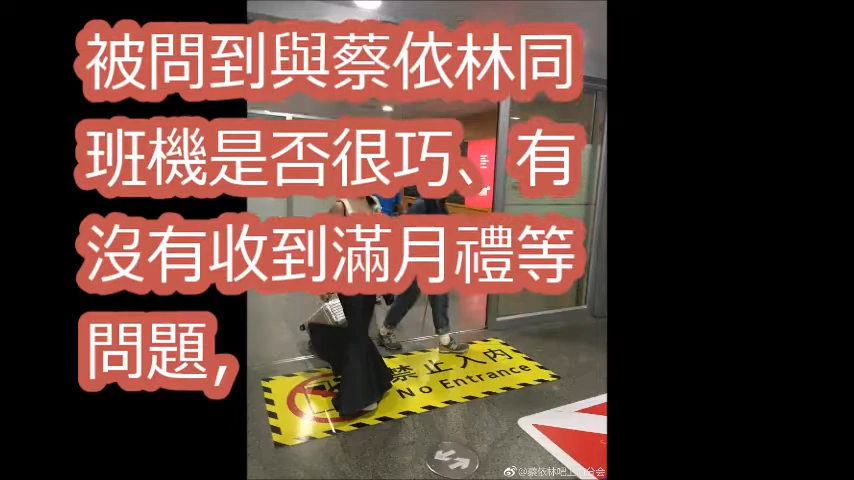 被問到與蔡依林同
班機是否很巧、有
沒有收到滿月禮等
問題,
禁止入内
No Entrance